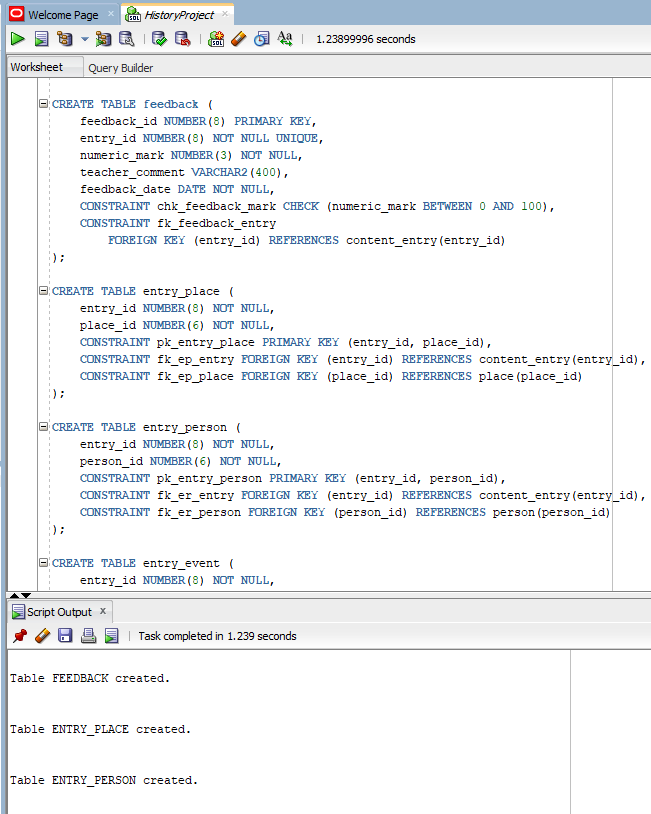 Welcome Page
HistoryProject
1.23899996 seconds
Worksheet
Query Builder
CREATE TABLE feedback (
feedback_id NUMBER(8) PRIMARY KEY,
entry_id NUMBER(8) NOT NULL UNIQUE,
numeric_mark NUMBER(3) NOT NULL,
teacher_comment VARCHAR2(400),
feedback_date DATE NOT NULL,
CONSTRAINT chk_feedback_mark CHECK (numeric_mark BETWEEN 0 AND 100),
CONSTRAINT fk_feedback_entry
FOREIGN KEY (entry_id) REFERENCES content_entry(entry_id)
);
CREATE TABLE entry_place (
entry_id NUMBER(8) NOT NULL,
place_id NUMBER(6) NOT NULL,
CONSTRAINT pk_entry_place PRIMARY KEY (entry_id, place_id),
CONSTRAINT fk_ep_entry FOREIGN KEY (entry_id) REFERENCES content_entry(entry_id),
CONSTRAINT fk_ep_place FOREIGN KEY (place_id) REFERENCES place(place_id)
);
CREATE TABLE entry_person (
entry_id NUMBER(8) NOT NULL,
person_id NUMBER(6) NOT NULL,
CONSTRAINT pk_entry_person PRIMARY KEY (entry_id, person_id),
CONSTRAINT fk_er_entry FOREIGN KEY (entry_id) REFERENCES content_entry(entry_id),
CONSTRAINT fk_er_person FOREIGN KEY (person_id) REFERENCES person(person_id)
);
CREATE TABLE entry_event (
entry_id NUMBER(8) NOT NULL,
Script Output
Task completed in 1.239 seconds
Table FEEDBACK created.
Table ENTRY_PLACE created.
Table ENTRY_PERSON created.